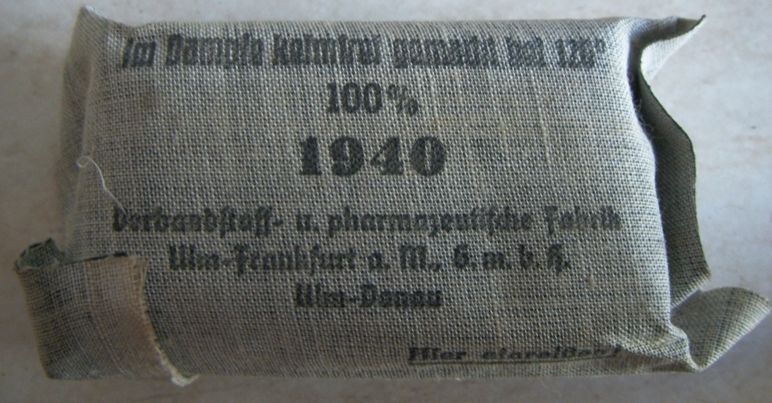 Im Dampfe keimfrei gemacht bei 120°
100%
1940
Verbandstoff- u. pharmazeutische Fabrik
Ulm-Frankfurt a. M., G. m. b. H.
Ulm-Donau
Hier einreißen!